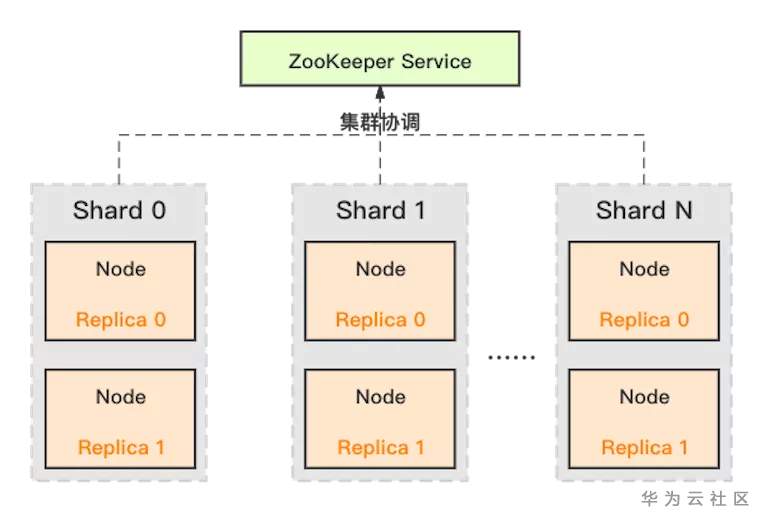 ZooKeeper Service
集群协调
Shard 0
Node
Replica 0
Node
Replica 1
Shard 1
Node
Replica 0
Node
Replica 1
......
Shard N
Node
Replica 0
Node
Replica 1
华为云社区